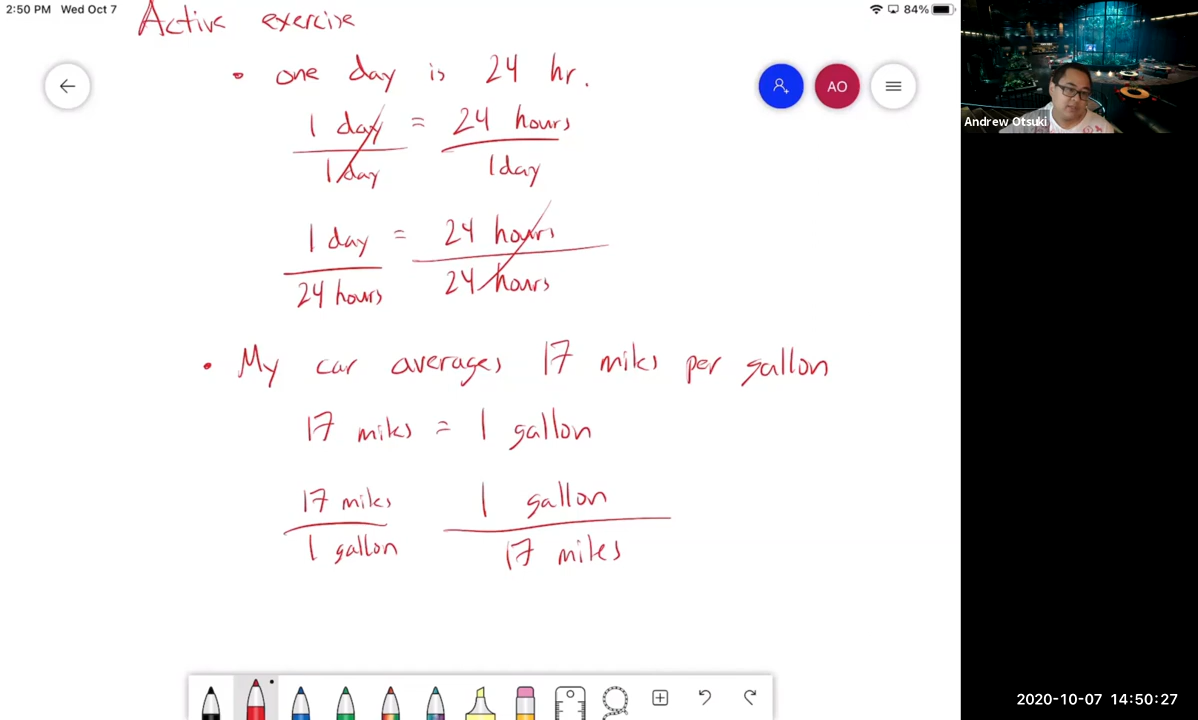 2:50 PM Wed Oct 7
84%
Active exercise
• one day is 24 hr.
1 day = 24 hours
1 day 1 day
1 day = 24 hours
24 hours 24 hours
• My car averages 17 miles per gallon
17 miles = 1 gallon
17 miles 1 gallon
1 gallon 17 miles
AO
Andrew Otsuki
2020-10-07 14:50:27